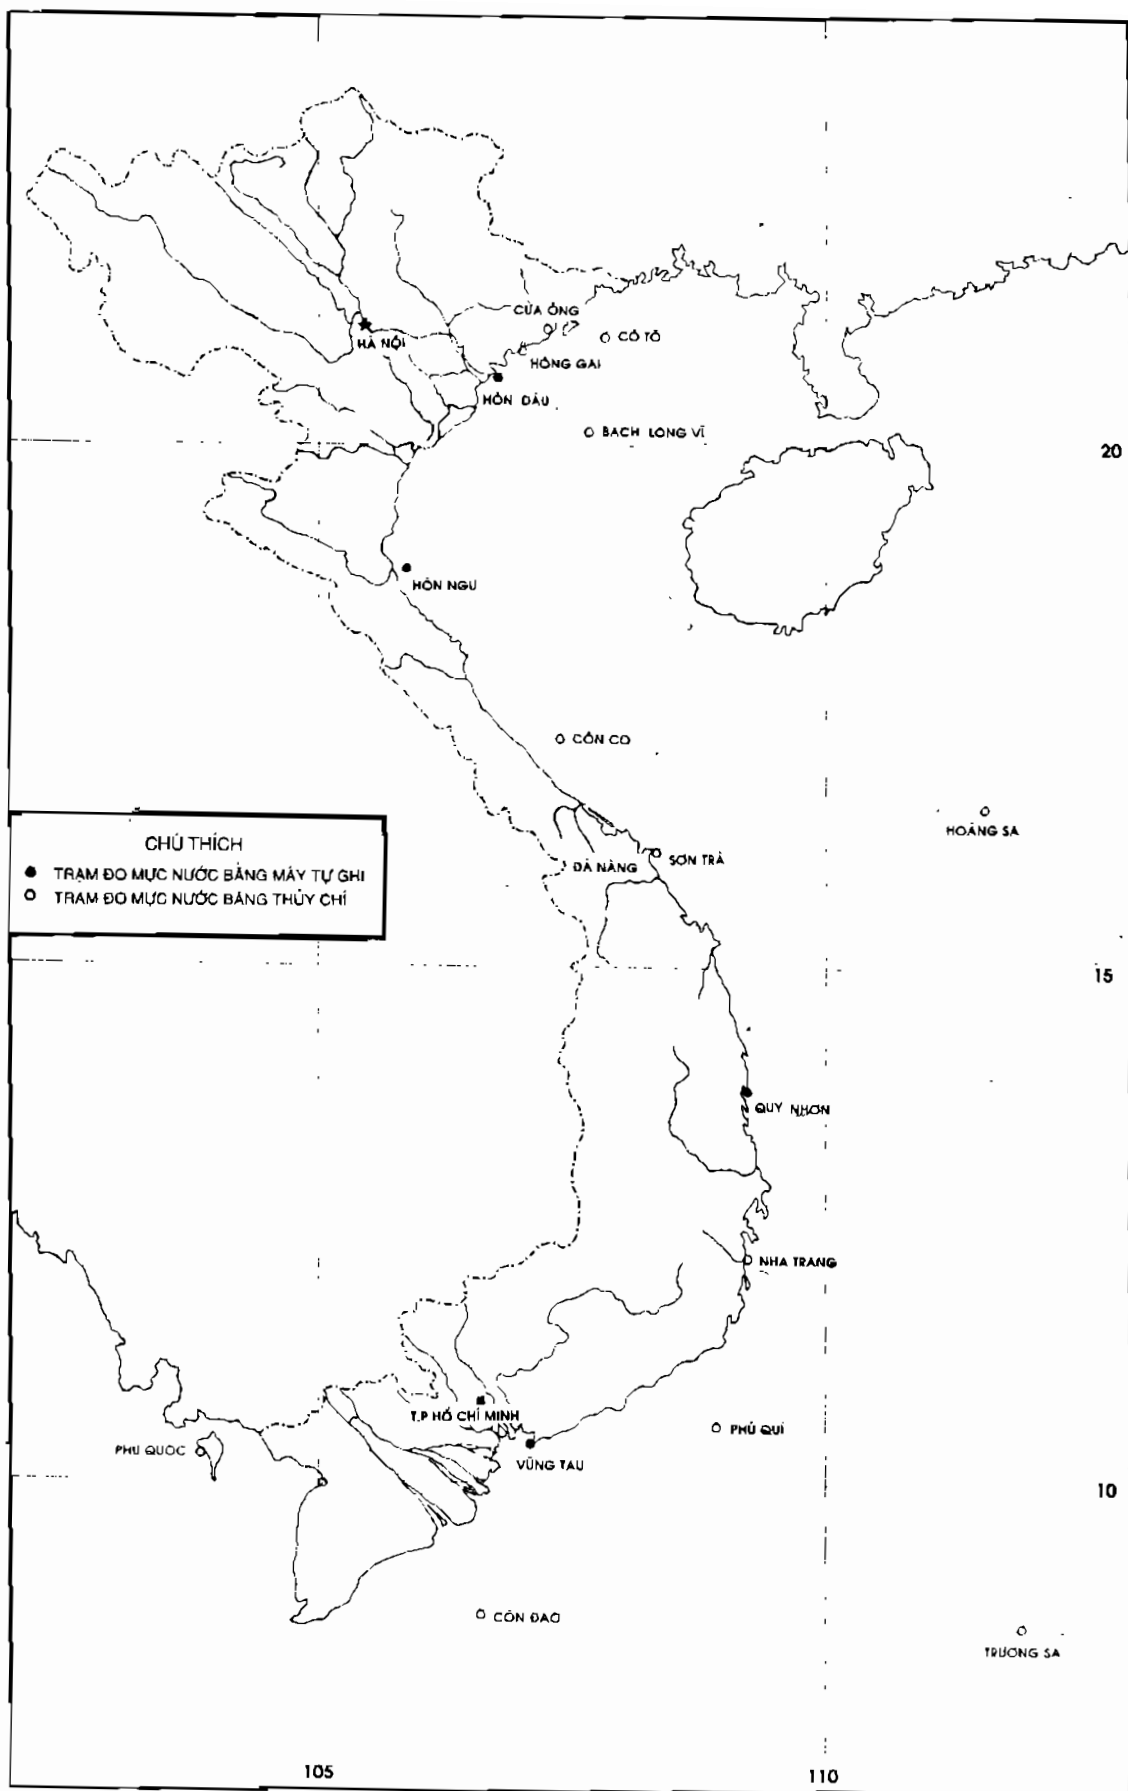 CỬA ÔNG
CÔ TÔ
HÀ NỘI
HỒNG GAI
HÒN DẤU
BẠCH LONG VĨ
20
HÒN NGƯ
CỒN CỎ
HOÀNG SA
CHÚ THÍCH
TRẠM ĐO MỰC NƯỚC BẰNG MÁY TỰ GHI
TRẠM ĐO MỰC NƯỚC BẰNG THỦY CHÍ
ĐÀ NẴNG
SƠN TRÀ
15
QUY NHƠN
NHA TRANG
T.P HỒ CHÍ MINH
PHÚ QUÍ
PHÚ QUỐC
VŨNG TÀU
10
CÔN ĐẢO
TRƯỜNG SA
105
110